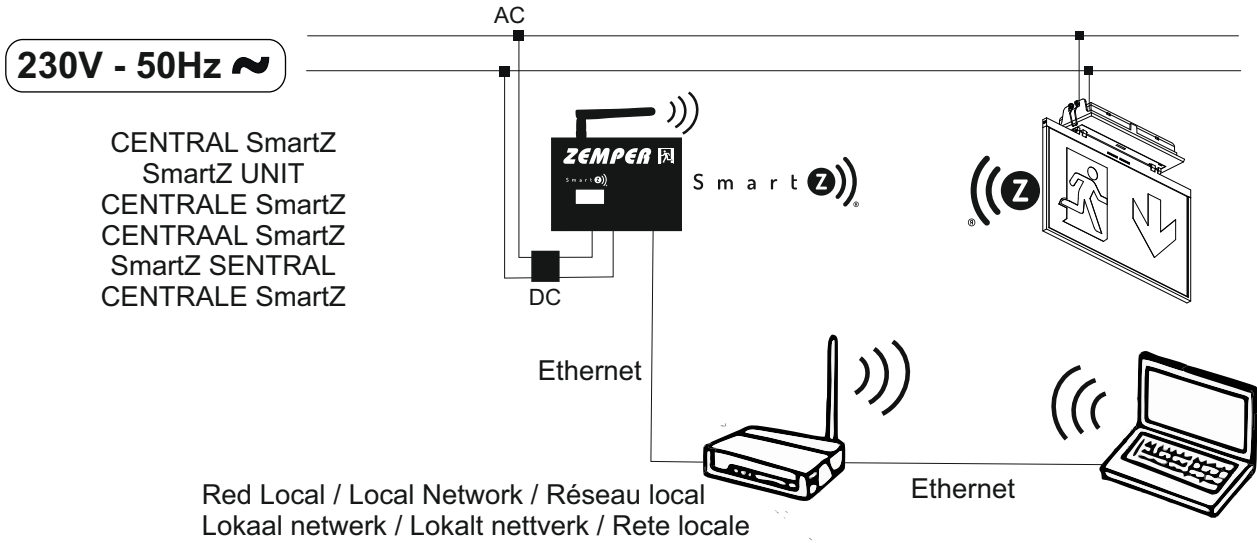 AC
230V - 50Hz ~
CENTRAL SmartZ
SmartZ UNIT
CENTRALE SmartZ
CENTRAAL SmartZ
SmartZ SENTRAL
CENTRALE SmartZ
ZEMPER
SmartZ
Smart Z ®
® Z
DC
Ethernet
Ethernet
Red Local / Local Network / Réseau local
Lokaal netwerk / Lokalt nettverk / Rete locale